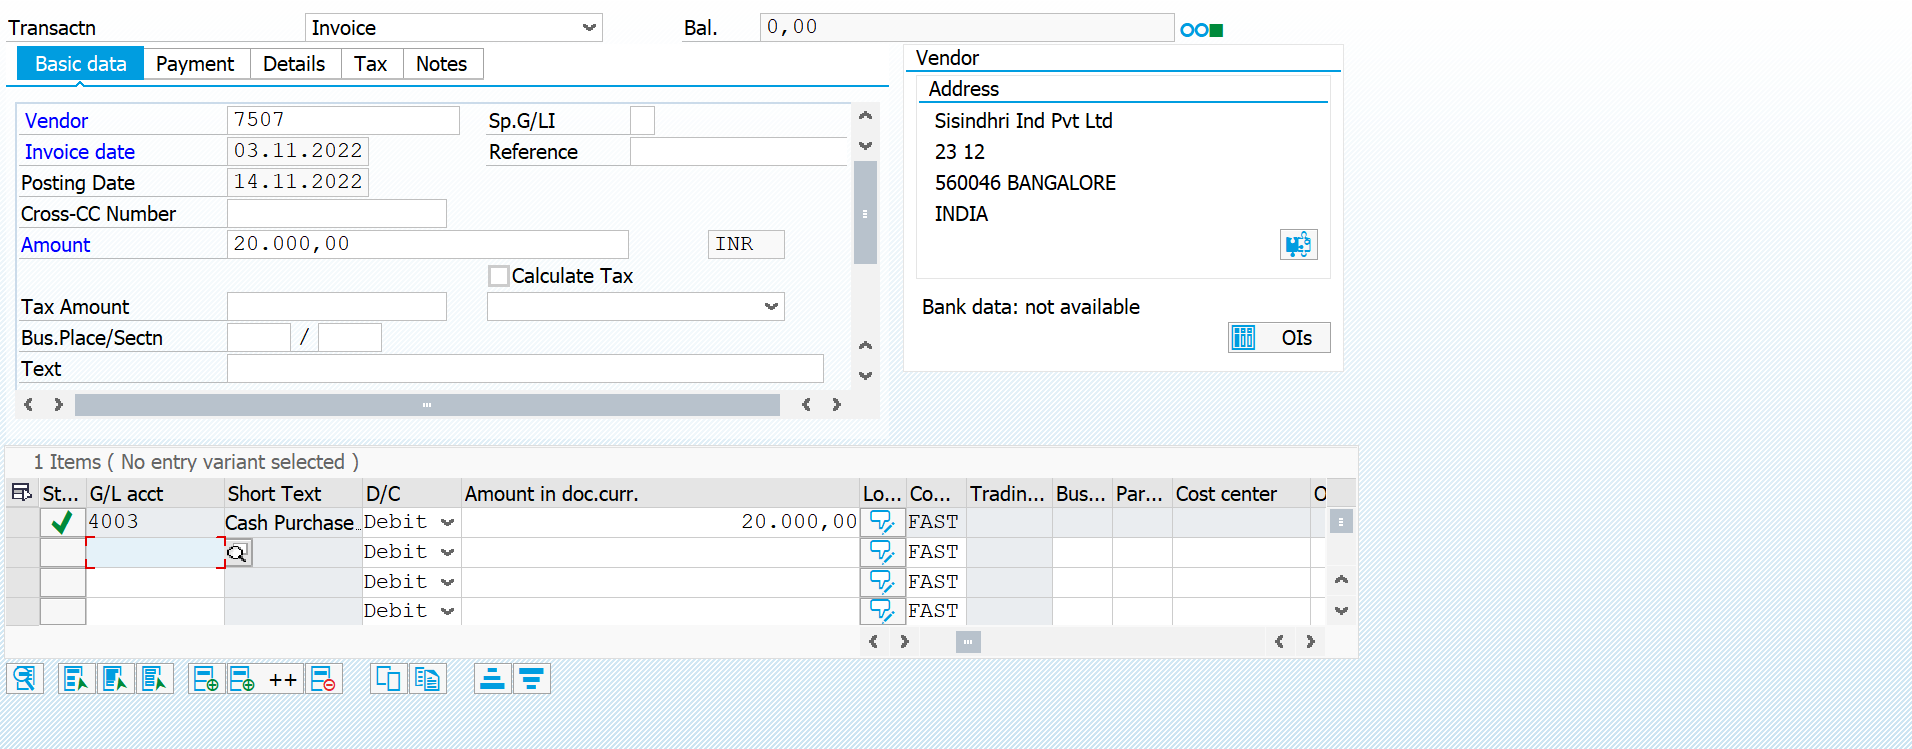 Transactn Invoice Bal. 0,00
Basic data Payment Details Tax Notes
Vendor 7507 Sp.G/LI
Invoice date 03.11.2022 Reference
Posting Date 14.11.2022
Cross-CC Number
Amount 20.000,00 INR
Calculate Tax
Tax Amount
Bus.Place/Sectn /
Text
Vendor
Address
Sisindhri Ind Pvt Ltd
23 12
560046 BANGALORE
INDIA
Bank data: not available
OIs
1 Items ( No entry variant selected )
St... G/L acct Short Text D/C Amount in doc.curr. Lo... Co... Tradin... Bus... Par... Cost center O
4003 Cash Purchase... Debit 20.000,00 FAST
Debit FAST
Debit FAST
Debit FAST
++